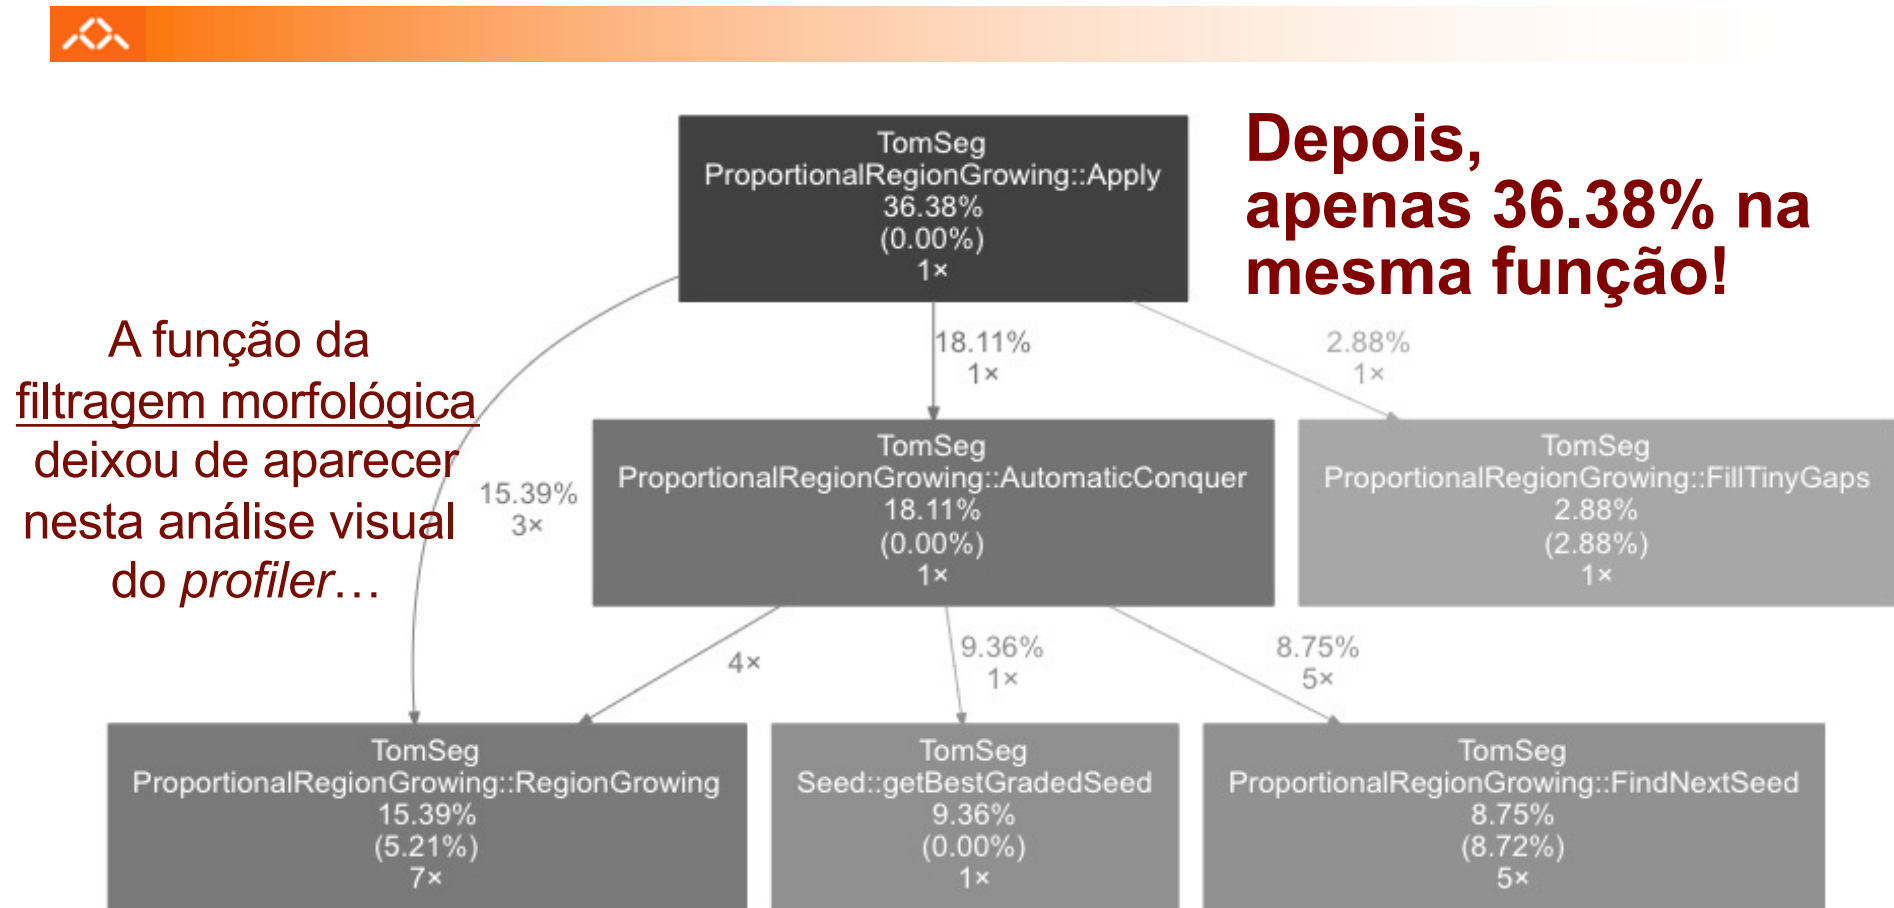 TomSeg
ProportionalRegionGrowing::Apply
36.38%
(0.00%)
1×
Depois,
apenas 36.38% na
mesma função!
A função da
filtragem morfológica
deixou de aparecer
nesta análise visual
do profiler…
18.11%
1×
2.88%
1×
15.39%
3×
TomSeg
ProportionalRegionGrowing::AutomaticConquer
18.11%
(0.00%)
1×
TomSeg
ProportionalRegionGrowing::FillTinyGaps
2.88%
(2.88%)
1×
4×
9.36%
1×
8.75%
5×
TomSeg
ProportionalRegionGrowing::RegionGrowing
15.39%
(5.21%)
7×
TomSeg
Seed::getBestGradedSeed
9.36%
(0.00%)
1×
TomSeg
ProportionalRegionGrowing::FindNextSeed
8.75%
(8.72%)
5×